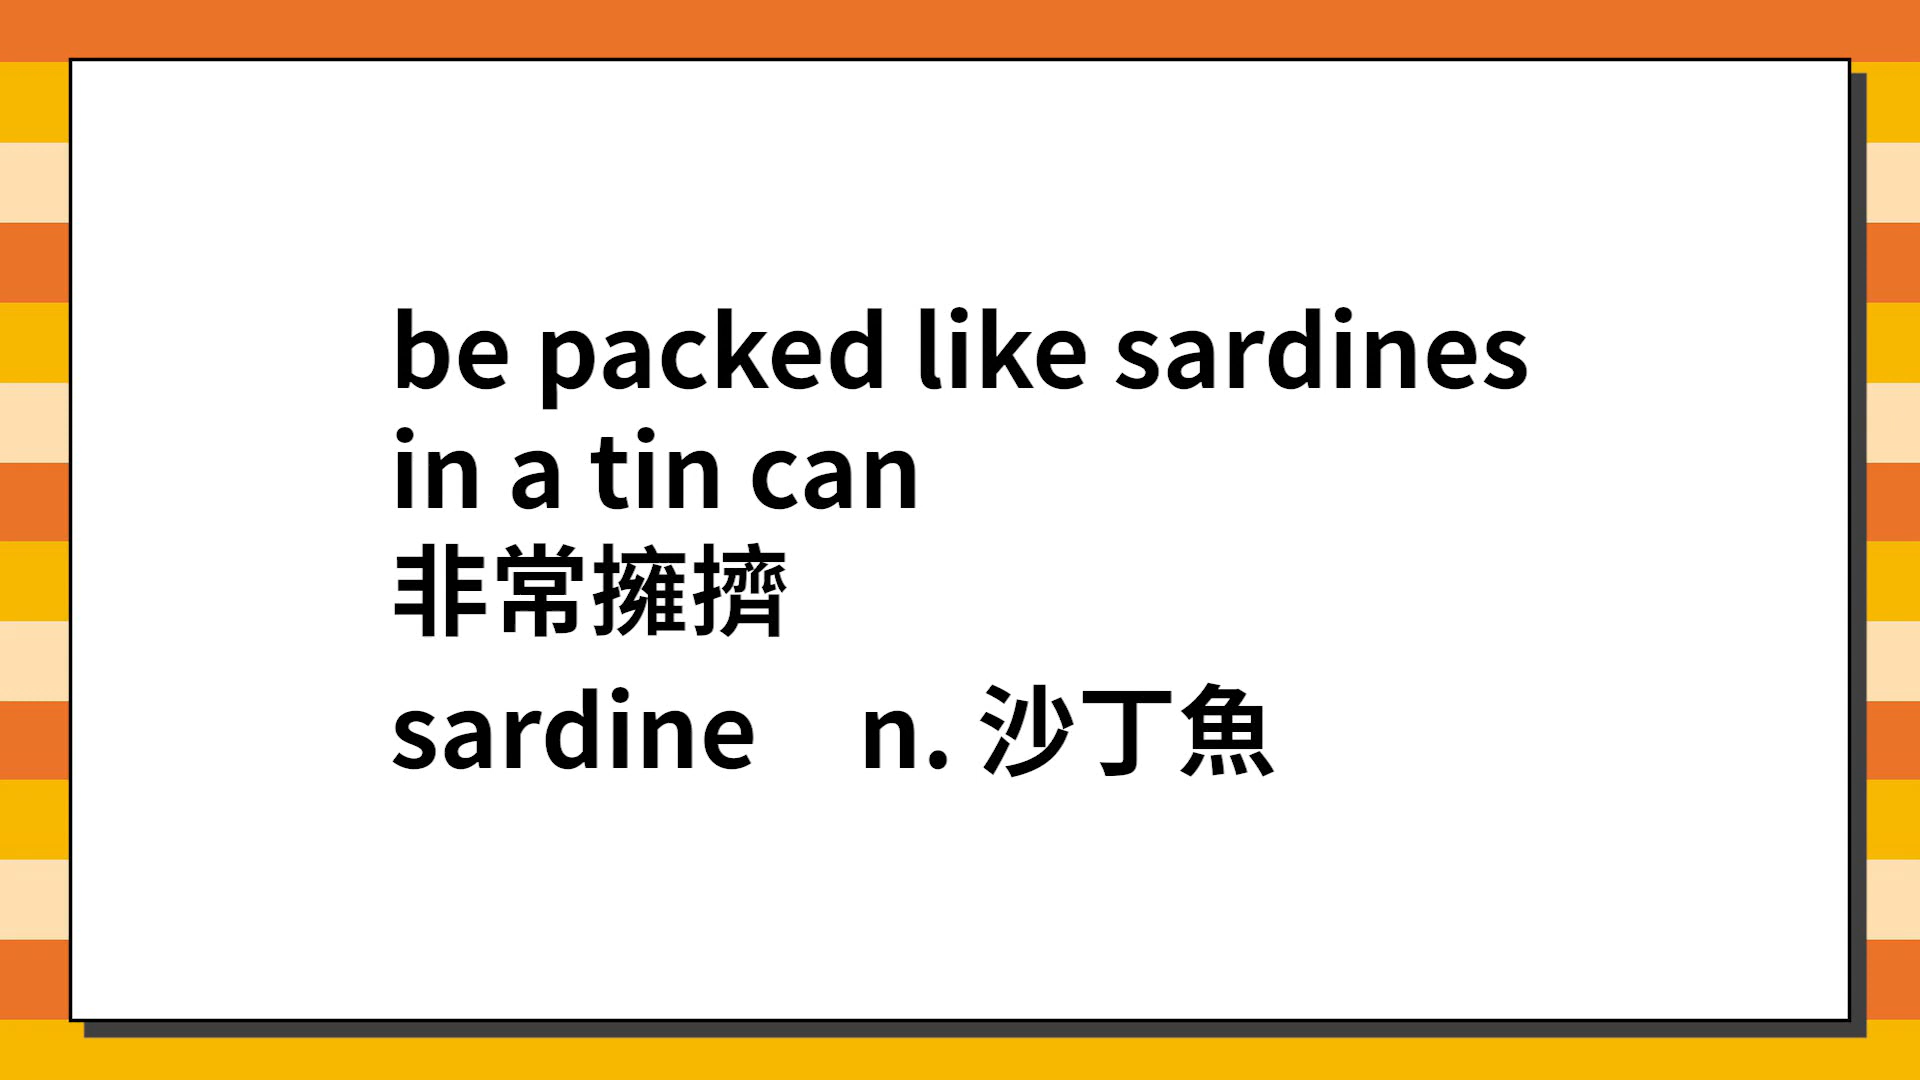 be packed like sardines
in a tin can
非常擁擠
sardine　n. 沙丁魚